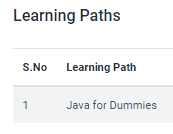 Learning Paths
S.No Learning Path
1 Java for Dummies